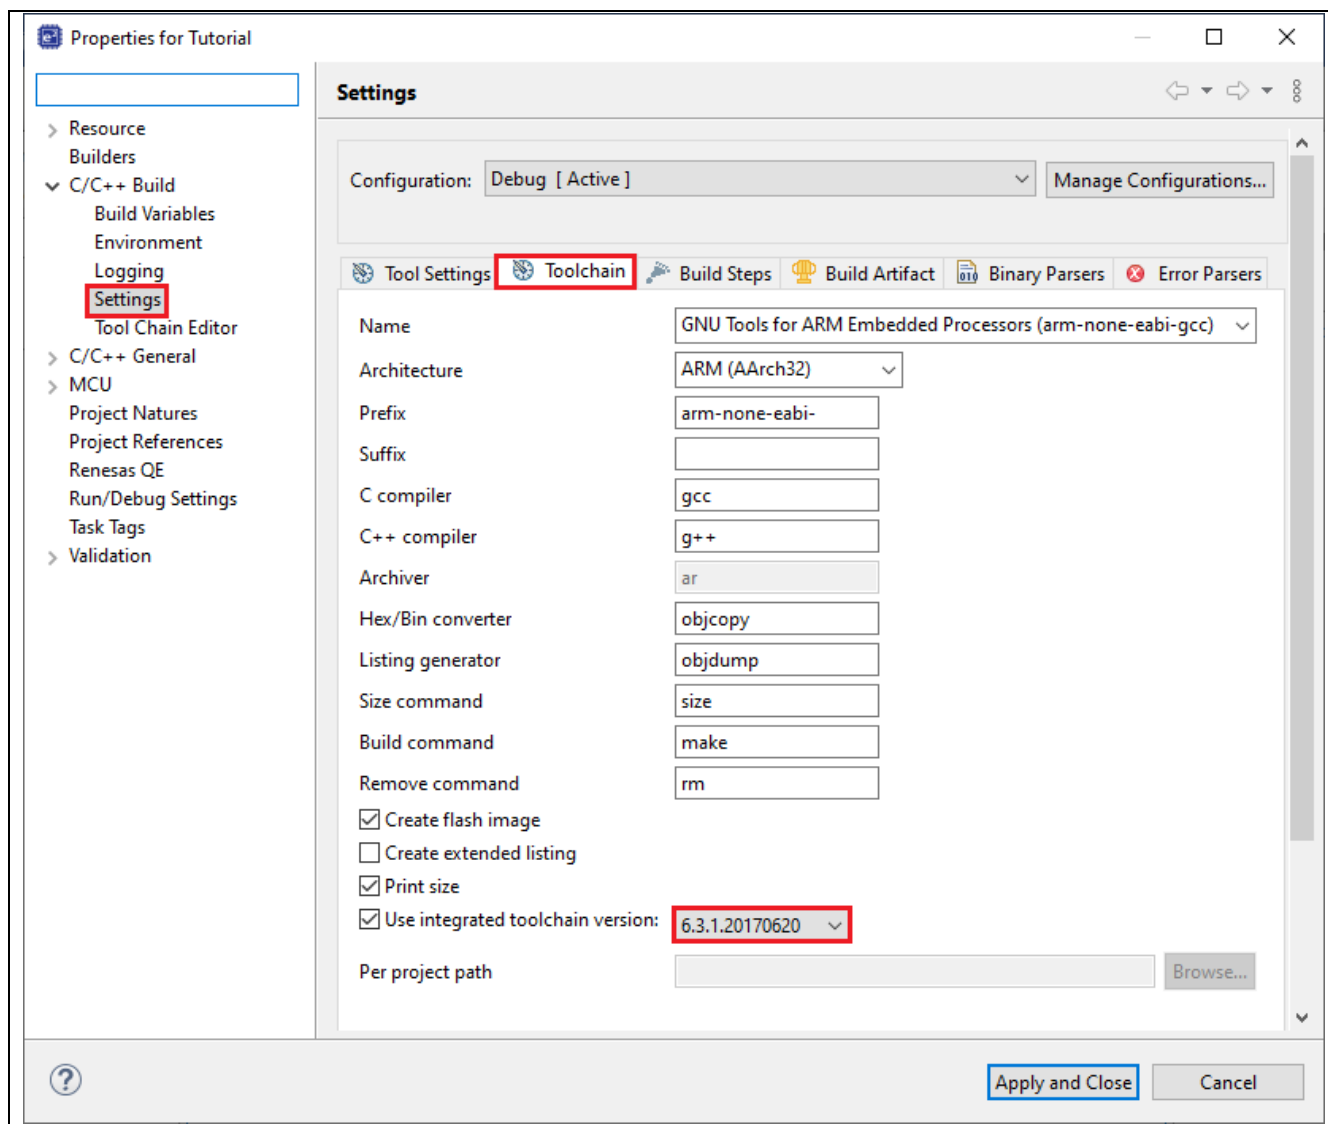 Properties for Tutorial
Settings
Resource
Builders
C/C++ Build
Build Variables
Environment
Logging
Settings
Tool Chain Editor
C/C++ General
MCU
Project Natures
Project References
Renesas QE
Run/Debug Settings
Task Tags
Validation
Configuration: Debug [ Active ] Manage Configurations...
Tool Settings Toolchain Build Steps Build Artifact Binary Parsers Error Parsers
Name GNU Tools for ARM Embedded Processors (arm-none-eabi-gcc)
Architecture ARM (AArch32)
Prefix arm-none-eabi-
Suffix
C compiler gcc
C++ compiler g++
Archiver ar
Hex/Bin converter objcopy
Listing generator objdump
Size command size
Build command make
Remove command rm
Create flash image
Create extended listing
Print size
Use integrated toolchain version: 6.3.1.20170620
Per project path Browse...
Apply and Close Cancel